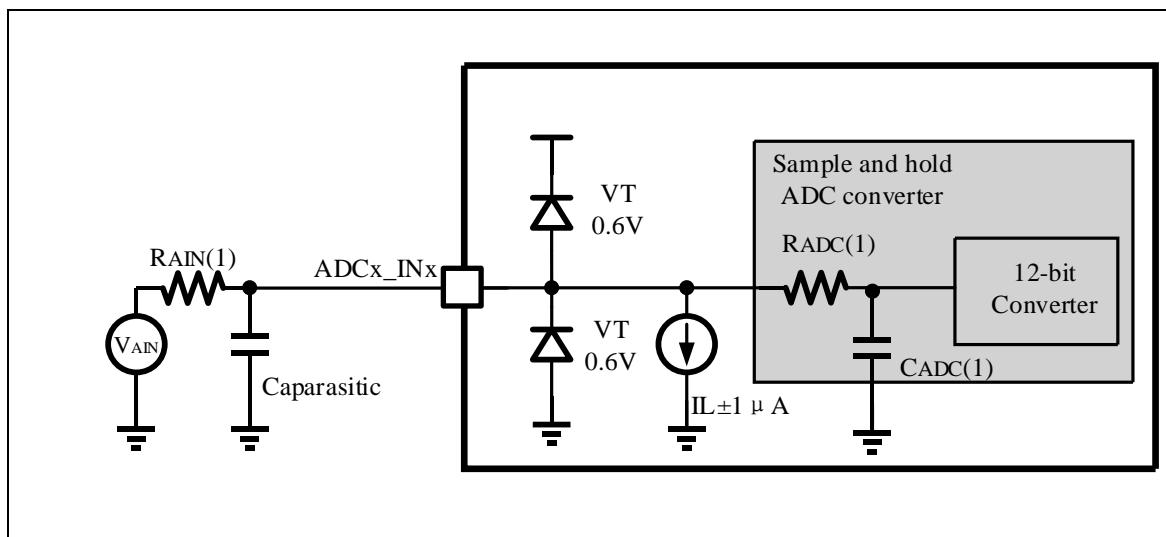 Sample and hold
ADC converter
VT
0.6V
RADC(1)
RAIN(1)
ADCx_INx
12-bit
Converter
VAIN
VT
0.6V
CADC(1)
Caparasitic
IL±1 μA